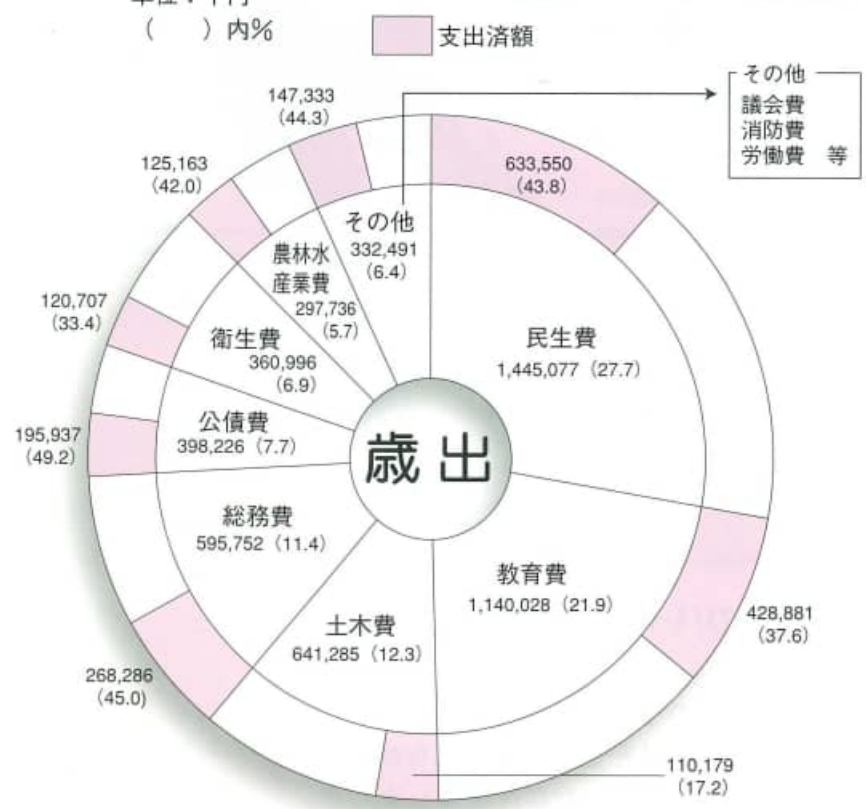 （　　）内％
支出済額
その他
議会費
消防費
労働費　等
633,550
(43.8)
民生費
1,445,077（27.7）
428,881
(37.6)
教育費
1,140,028（21.9）
110,179
(17.2)
土木費
641,285（12.3）
268,286
(45.0)
総務費
595,752（11.4）
195,937
(49.2)
公債費
398,226（7.7）
120,707
(33.4)
衛生費
360,996
(6.9)
125,163
(42.0)
農林水
産業費
297,736
(5.7)
147,333
(44.3)
その他
332,491
(6.4)
歳出